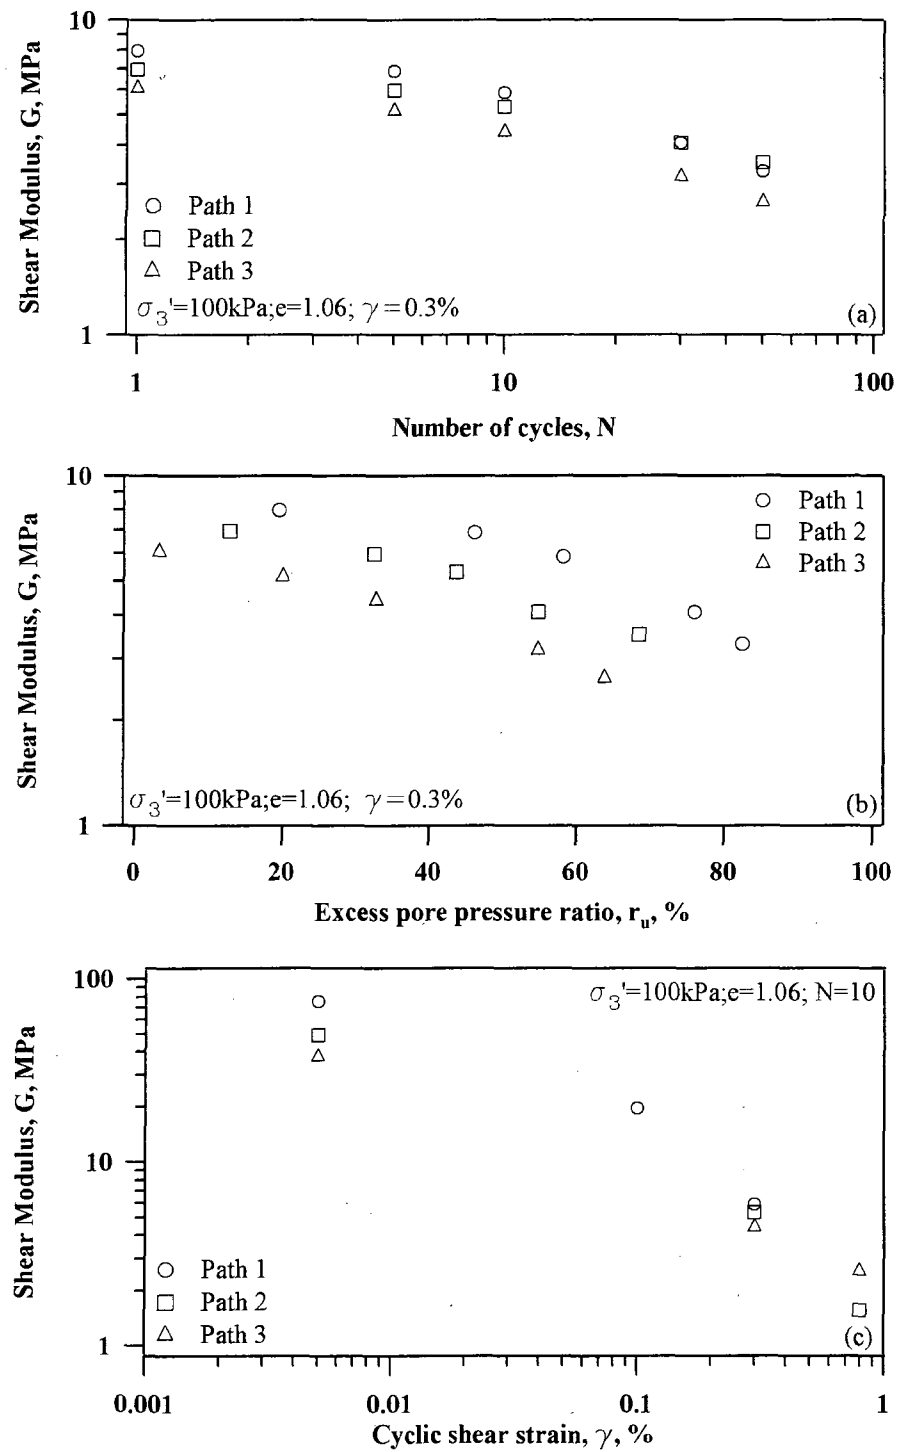 10
Shear Modulus, G, MPa
Path 1
Path 2
Path 3
σ3'=100kPa;e=1.06; γ=0.3%
(a)
1
1
10
100
Number of cycles, N
10
Shear Modulus, G, MPa
Path 1
Path 2
Path 3
σ3'=100kPa;e=1.06; γ=0.3%
(b)
1
0
20
40
60
80
100
Excess pore pressure ratio, ru, %
100
σ3'=100kPa;e=1.06; N=10
Shear Modulus, G, MPa
10
Path 1
Path 2
Path 3
(c)
1
0.001
0.01
0.1
1
Cyclic shear strain, γ, %